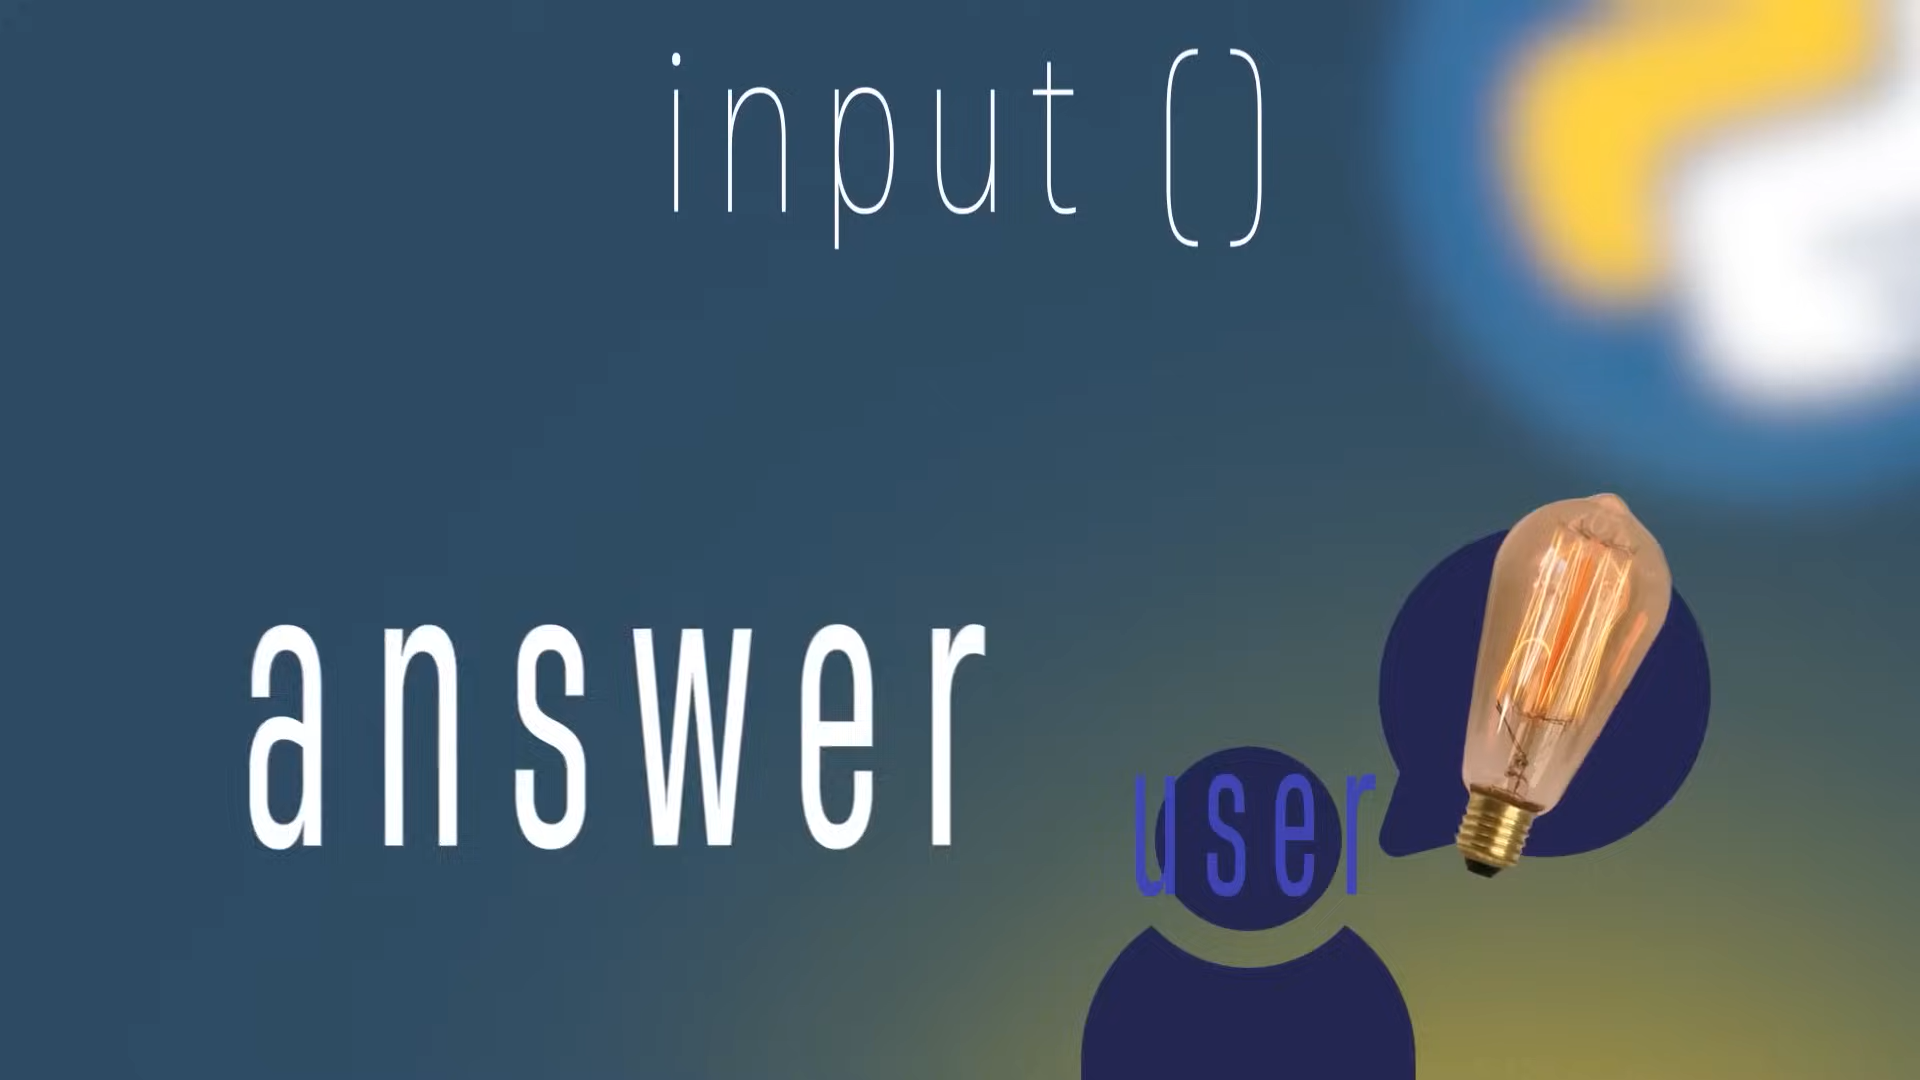 input ()
answer
user